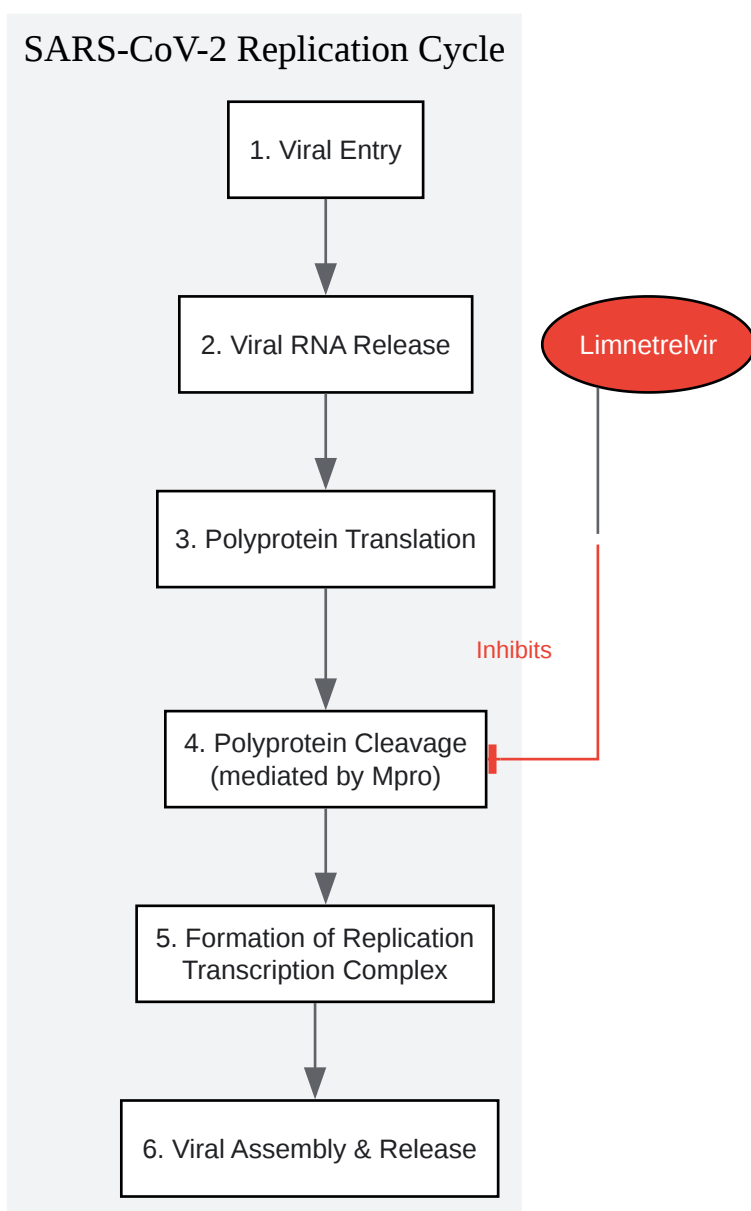 SARS-CoV-2 Replication Cycle
1. Viral Entry
2. Viral RNA Release
Limnetrelvir
3. Polyprotein Translation
Inhibits
4. Polyprotein Cleavage
(mediated by Mpro)
5. Formation of Replication
Transcription Complex
6. Viral Assembly & Release